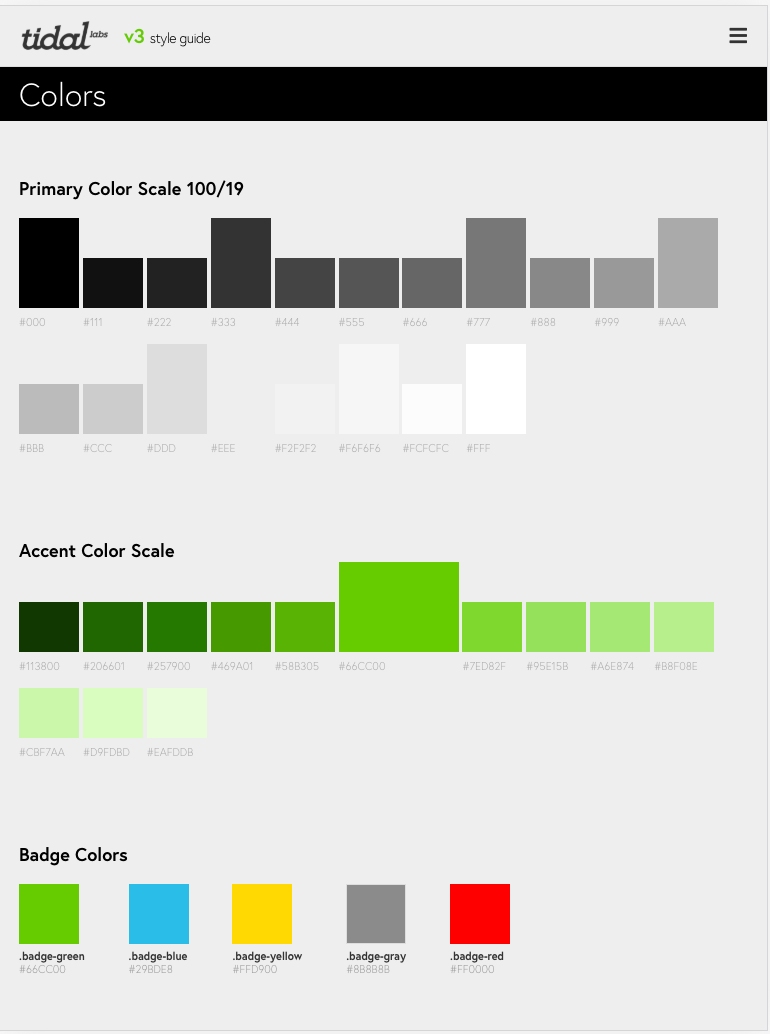 tidal labs v3 style guide
Colors
Primary Color Scale 100/19
#000 #111 #222 #333 #444 #555 #666 #777 #888 #999 #AAA
#BBB #CCC #DDD #EEE #F2F2F2 #F6F6F6 #FCFCFC #FFF
Accent Color Scale
#113800 #206601 #257900 #469A01 #58B305 #66CC00 #7ED82F #95E15B #A6E874 #B8F08E
#CBF7AA #D9FDBD #EAFDDB
Badge Colors
.badge-green .badge-blue .badge-yellow .badge-gray .badge-red
#66CC00 #29BDE8 #FFD900 #8B8B8B #FF0000